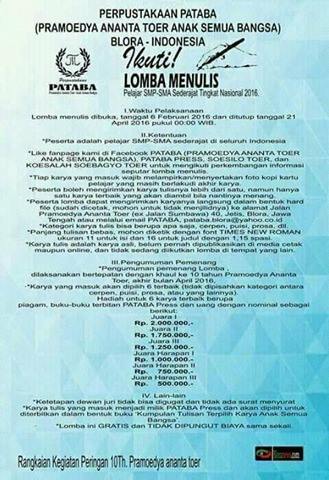 PERPUSTAKAAN PATABA
(PRAMOEDYA ANANTA TOER ANAK SEMUA BANGSA)
BLORA - INDONESIA
Perpustakaan
PATABA
Ikuti!
LOMBA MENULIS
Pelajar SMP-SMA Sederajat Tingkat Nasional 2016.
I.Waktu Pelaksanaan
Lomba menulis dibuka, tanggal 6 Februari 2016 dan ditutup tanggal 21
April 2016 pukul 00:00 WIB.
II.Ketentuan
*Peserta adalah pelajar SMP-SMA sederajat di seluruh Indonesia
*Like fanpage kami di Facebook PATABA (PRAMOEDYA ANANTA TOER
ANAK SEMUA BANGSA), PATABA PRESS, SOESILO TOER, dan
KOESALAH SOEBAGYO TOER untuk mengikuti perkembangan informasi
seputar lomba menulis.
*Tiap karya yang masuk wajib melampirkan/menyertakan foto kopi kartu
pelajar yang masih berlaku di akhir karya.
*Peserta boleh mengirimkan karya tulisnya lebih dari satu, namun hanya
satu karya terbaik yang akan diambil bila nantinya menang.
*Peserta lomba dapat mengirimkan karyanya langsung dalam bentuk hard
file (sudah dicetak, mohon untuk tidak menjilidnya) ke alamat Jalan
Pramoedya Ananta Toer (ex Jalan Sumbawa) 40, Jetis, Blora, Jawa
Tengah atau melalui email PATABA, pataba.blora@yahoo.co.id
*Kategori karya tulis bisa berupa apa saja, cerpen, puisi, prosa, dll.
*Panjang tulisan bebas, mohon diketik dengan font TIMES NEW ROMAN
ukuran 11 untuk isi dan 16 untuk judul dengan spasi 1,15 spasi.
*Karya tulis adalah karya asli, belum pernah dipublikasikan di media cetak
maupun online, dan tidak sedang diikutkan lomba di tempat yang lain.
III.Pengumuman Pemenang
*Pengumuman pemenang Lomba
dilaksanakan bertepatan dengan khaul ke 10 tahun Pramoedya Ananta
Toer, akhir bulan April 2016,
*Karya yang masuk akan dipilih 6 terbaik (tidak dipisahkan kategori antara
cerpen, puisi, prosa, atau yang lainnya).
Hadiah untuk 6 karya terbaik berupa
piagam, buku-buku terbitan PATABA Press dan uang dengan nominal sebagai
berikut:
Juara I
Rp. 2.000.000,-
Juara II
Rp. 1.750.000,-
Juara III
Rp. 1.250.000,-
Juara Harapan I
Rp. 1.000.000,-
Juara Harapan II
Rp. 750.000,-
Juara Harapan III
Rp. 500.000,-
IV. Lain-lain
*Ketetapan dewan juri tidak bisa digugat dan tidak ada surat menyurat
*Karya tulis yang masuk menjadi milik PATABA Press dan akan dipilih untuk
diterbitkan dalam bentuk buku 'Kumpulan Tulisan Terpilih Karya Anak Semua
Bangsa'.
*Lomba ini GRATIS dan TIDAK DIPUNGUT BIAYA sama sekali.
Rangkaian Kegiatan Peringan 10Th. Pramoedya ananta toer